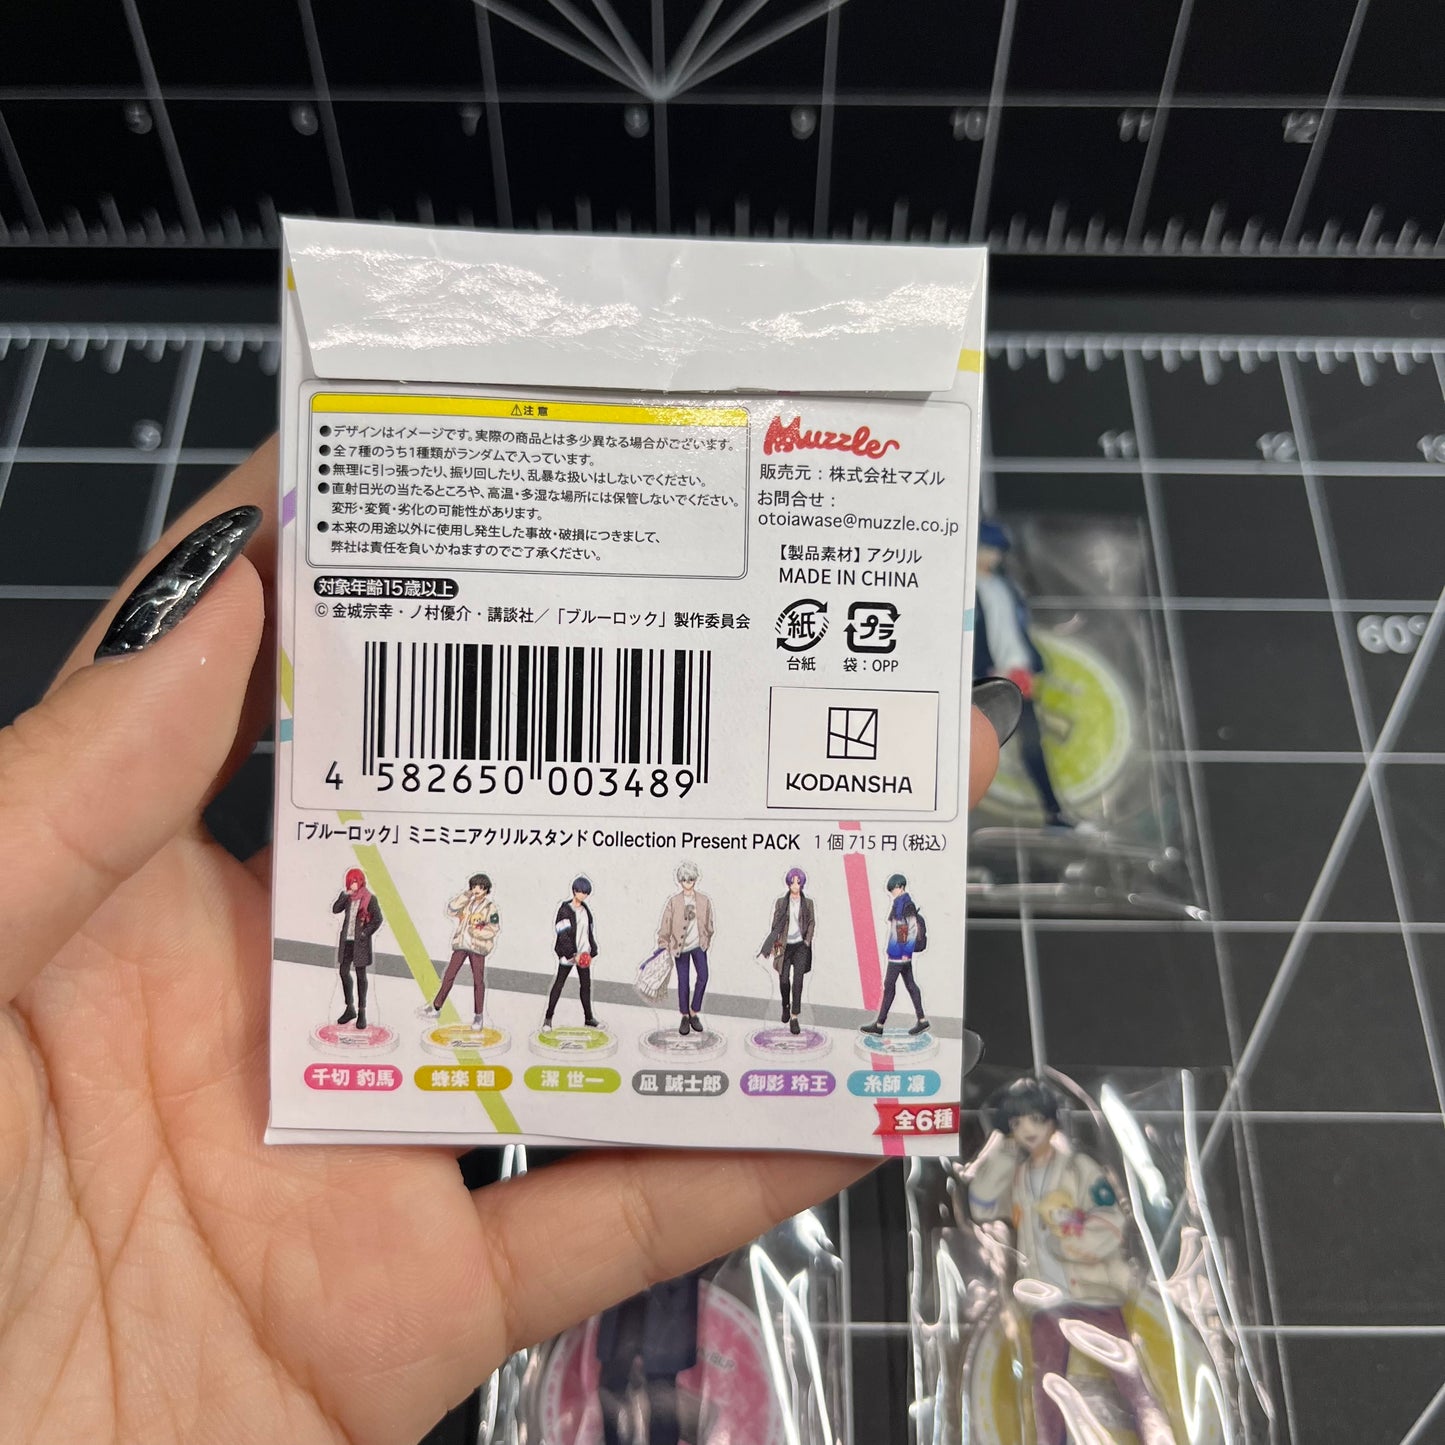 8
8
7
8
8
10
11
12
⚠注意
●デザインはイメージです。実際の商品とは多少異なる場合がございます。
●全7種のうち1種類がランダムで入っています。
●無理に引っ張ったり、振り回したり、乱暴な扱いはしないでください。
●直射日光の当たるところや、高温・多湿な場所には保管しないでください。
変形・変質・劣化の可能性があります。
●本来の用途以外に使用し発生した事故・破損につきまして、
弊社は責任を負いかねますのでご了承ください。
対象年齢15歳以上
© 金城宗幸・ノ村優介・講談社／「ブルーロック」製作委員会
4 582650 003489
Muzzle
販売元：株式会社マズル
お問合せ：
otoiawase@muzzle.co.jp
【製品素材】アクリル
MADE IN CHINA
紙
プラ
台紙
袋：OPP
KODANSHA
「ブルーロック」ミニミニアクリルスタンド Collection Present PACK 1個 715円（税込）
千切 豹馬
蜂楽 廻
潔 世一
凪 誠士郎
御影 玲王
糸師 凛
全6種
60°